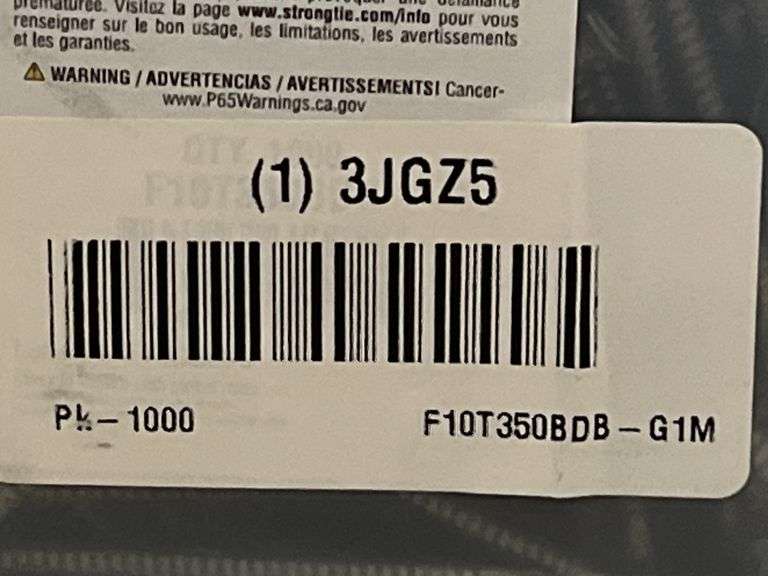 prématurée. Visitez la page www.strongtie.com/info pour vous
renseigner sur le bon usage, les limitations, les avertissements
et les garanties.
⚠ WARNING / ADVERTENCIAS / AVERTISSEMENTS! Cancer-
www.P65Warnings.ca.gov
(1) 3JGZ5
Pk-1000
F10T350BDB-G1M